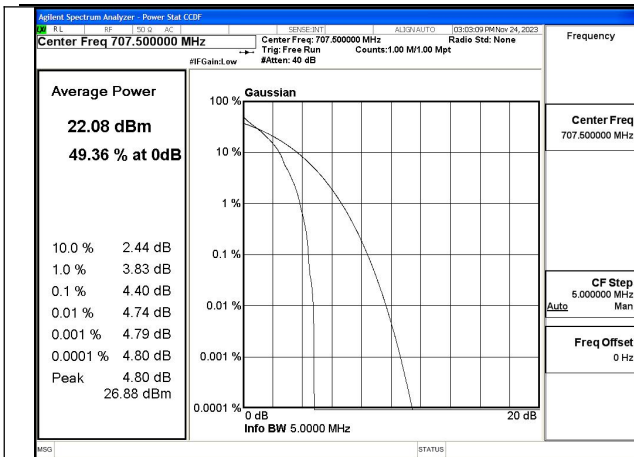 Agilent Spectrum Analyzer - Power Stat CCDF
RL RF 50 Ω AC SENSE:INT ALIGN AUTO 03:03:09 PM Nov 24, 2023
Center Freq 707.500000 MHz
Center Freq: 707.500000 MHz Radio Std: None
Trig: Free Run Counts:1.00 M/1.00 Mpt
#IFGain:Low #Atten: 40 dB
Frequency
Average Power
22.08 dBm
49.36 % at 0dB
10.0 % 2.44 dB
1.0 % 3.83 dB
0.1 % 4.40 dB
0.01 % 4.74 dB
0.001 % 4.79 dB
0.0001 % 4.80 dB
Peak 4.80 dB
26.88 dBm
Gaussian
100 %
10 %
1 %
0.1 %
0.01 %
0.001 %
0.0001 %
0 dB 20 dB
Info BW 5.0000 MHz
Center Freq
707.500000 MHz
CF Step
5.000000 MHz
Auto Man
Freq Offset
0 Hz
MSG STATUS